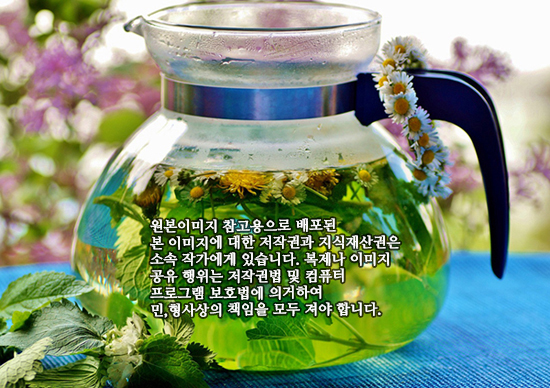 원본이미지 참고용으로 배포된
본 이미지에 대한 저작권과 지식재산권은
소속 작가에게 있습니다. 복제나 이미지
공유 행위는 저작권법 및 컴퓨터
프로그램 보호법에 의거하여
민,형사상의 책임을 모두 져야 합니다.